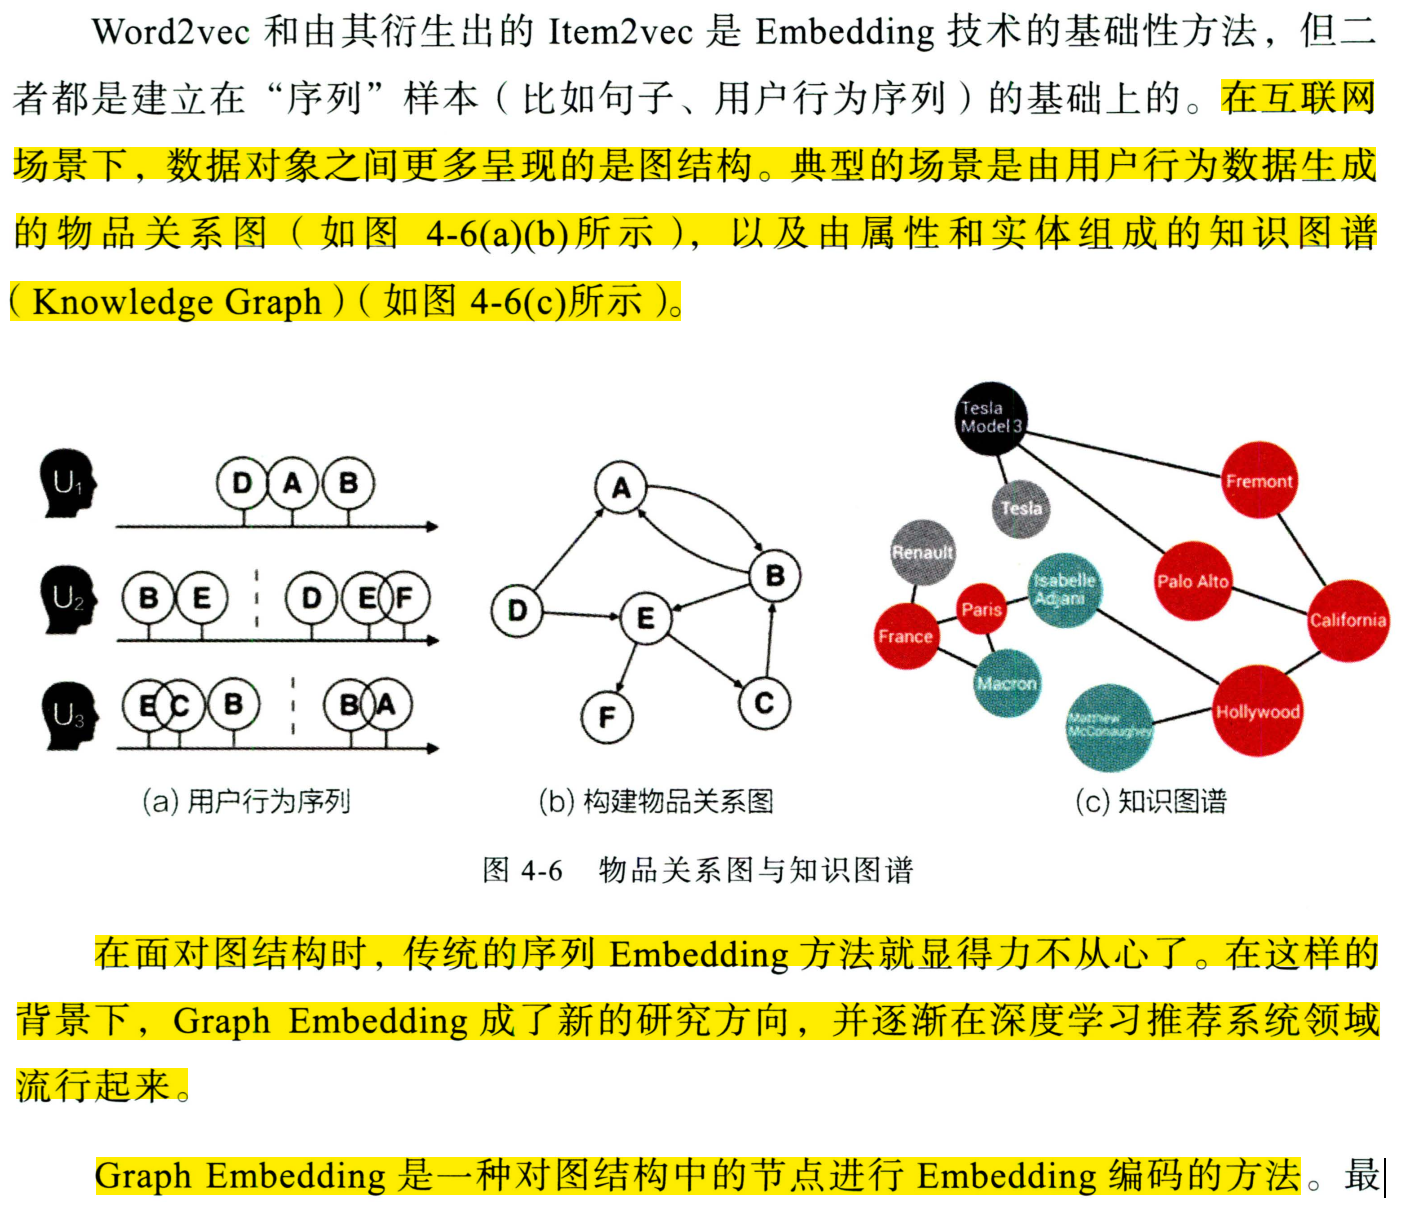 Word2vec 和由其衍生出的 Item2vec 是 Embedding 技术的基础性方法，但二
者都是建立在“序列”样本（比如句子、用户行为序列）的基础上的。在互联网
场景下，数据对象之间更多呈现的是图结构。典型的场景是由用户行为数据生成
的物品关系图（如图 4-6(a)(b)所示），以及由属性和实体组成的知识图谱
（Knowledge Graph）（如图 4-6(c)所示）。
U1
D A B
U2
B E D E F
U3
E C B B A
(a) 用户行为序列
A
B
D
E
F
C
(b) 构建物品关系图
Tesla
Model 3
Fremont
Tesla
Renault
Isabelle
Adjani
Palo Alto
Paris
France
California
Macron
Hollywood
Matthew
McConaughey
(c) 知识图谱
图 4-6 物品关系图与知识图谱
在面对图结构时，传统的序列 Embedding 方法就显得力不从心了。在这样的
背景下，Graph Embedding 成了新的研究方向，并逐渐在深度学习推荐系统领域
流行起来。
Graph Embedding 是一种对图结构中的节点进行 Embedding 编码的方法。最